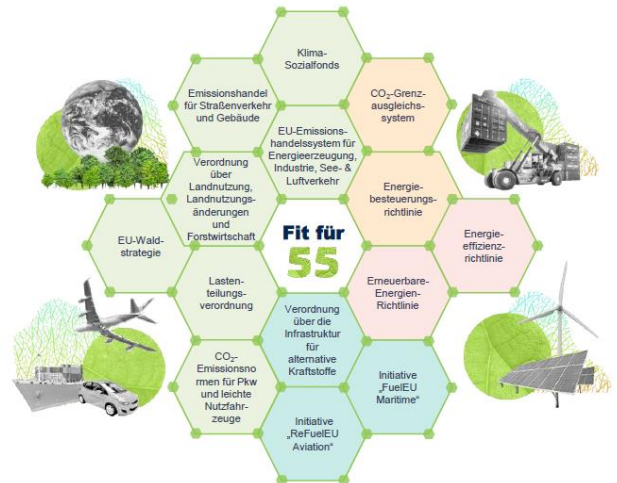 Klima-
Sozialfonds
Emissionshandel
für Straßenverkehr
und Gebäude
CO₂-Grenz-
ausgleichs-
system
EU-Emissions-
handelssystem für
Energieerzeugung,
Industrie, See- &
Luftverkehr
Verordnung
über
Landnutzung,
Landnutzungs-
änderungen
und
Forstwirtschaft
Energie-
besteuerungs-
richtlinie
EU-Wald-
strategie
Fit für
55
Energie-
effizienz-
richtlinie
Lasten-
teilungs-
verordnung
Erneuerbare-
Energien-
Richtlinie
Verordnung
über die
Infrastruktur
für
alternative
Kraftstoffe
CO₂-
Emissionsno
rmen für Pkw
und leichte
Nutzfahr-
zeuge
Initiative
„FuelEU
Maritime“
Initiative
„ReFuelEU
Aviation“